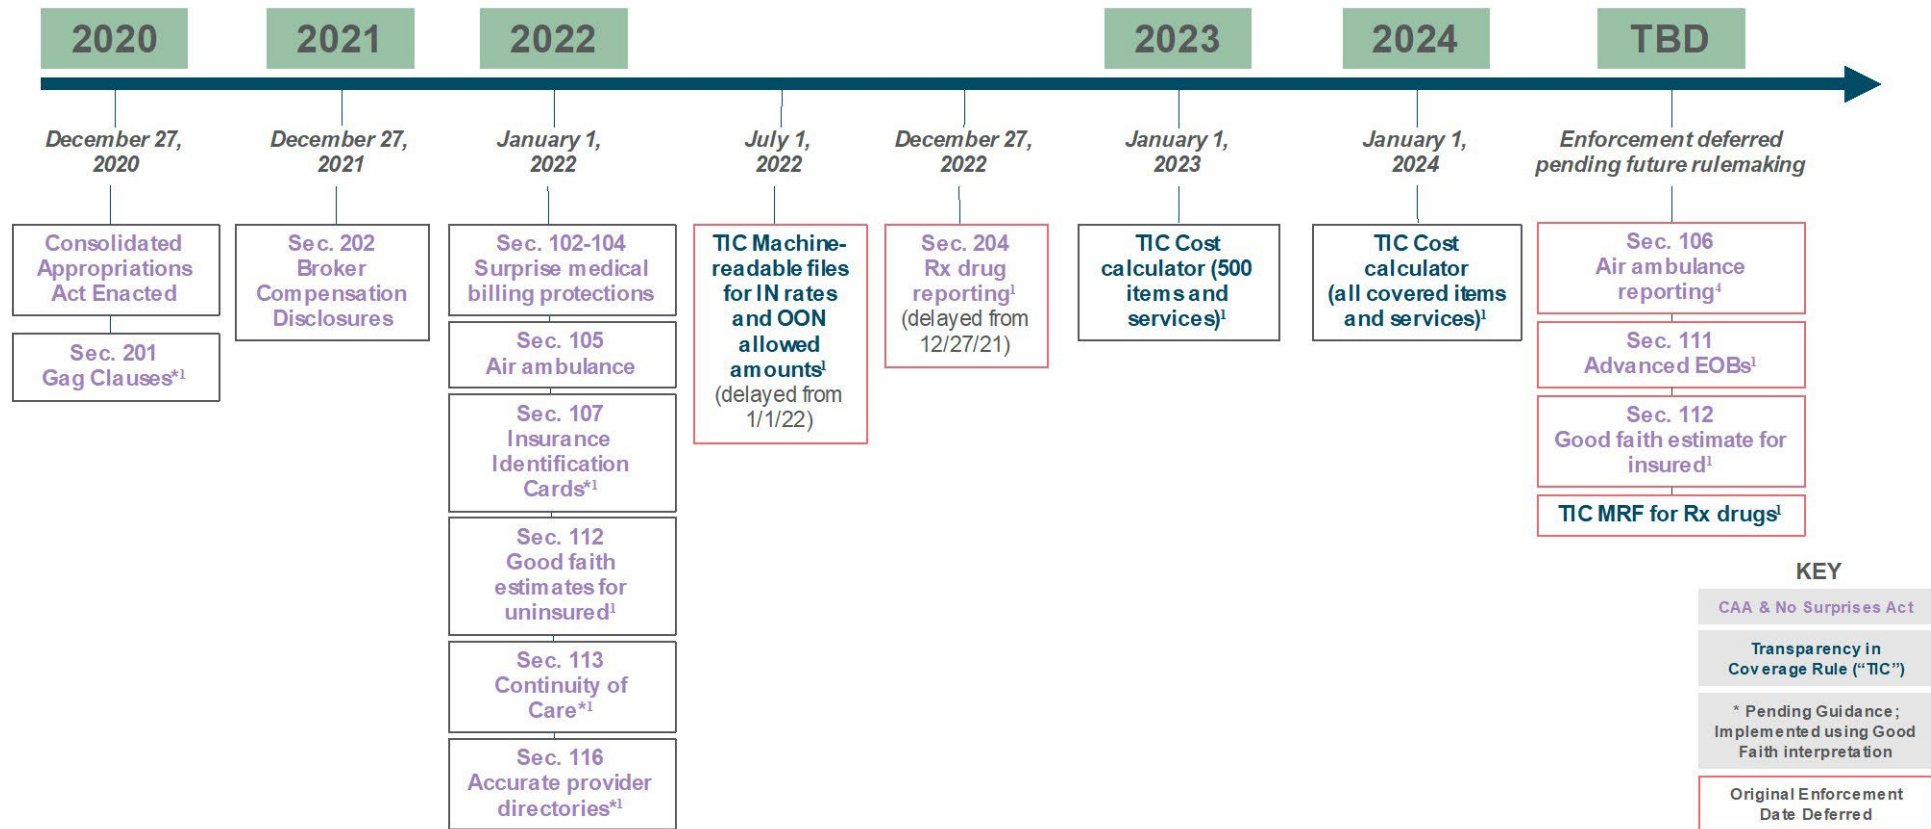 2020
2021
2022
2023
2024
TBD
December 27,
2020
December 27,
2021
January 1,
2022
July 1,
2022
December 27,
2022
January 1,
2023
January 1,
2024
Enforcement deferred
pending future rulemaking
Consolidated
Appropriations
Act Enacted
Sec. 201
Gag Clauses*¹
Sec. 202
Broker
Compensation
Disclosures
Sec. 102-104
Surprise medical
billing protections
Sec. 105
Air ambulance
Sec. 107
Insurance
Identification
Cards*¹
Sec. 112
Good faith
estimates for
uninsured¹
Sec. 113
Continuity of
Care*¹
Sec. 116
Accurate provider
directories*¹
TIC Machine-
readable files
for IN rates
and OON
allowed
amounts¹
(delayed from
1/1/22)
Sec. 204
Rx drug
reporting¹
(delayed from
12/27/21)
TIC Cost
calculator (500
items and
services)¹
TIC Cost
calculator
(all covered items
and services)¹
Sec. 106
Air ambulance
reporting⁴
Sec. 111
Advanced EOBs¹
Sec. 112
Good faith estimate for
insured¹
TIC MRF for Rx drugs¹
KEY
CAA & No Surprises Act
Transparency in
Coverage Rule (“TIC”)
* Pending Guidance;
Implemented using Good
Faith interpretation
Original Enforcement
Date Deferred